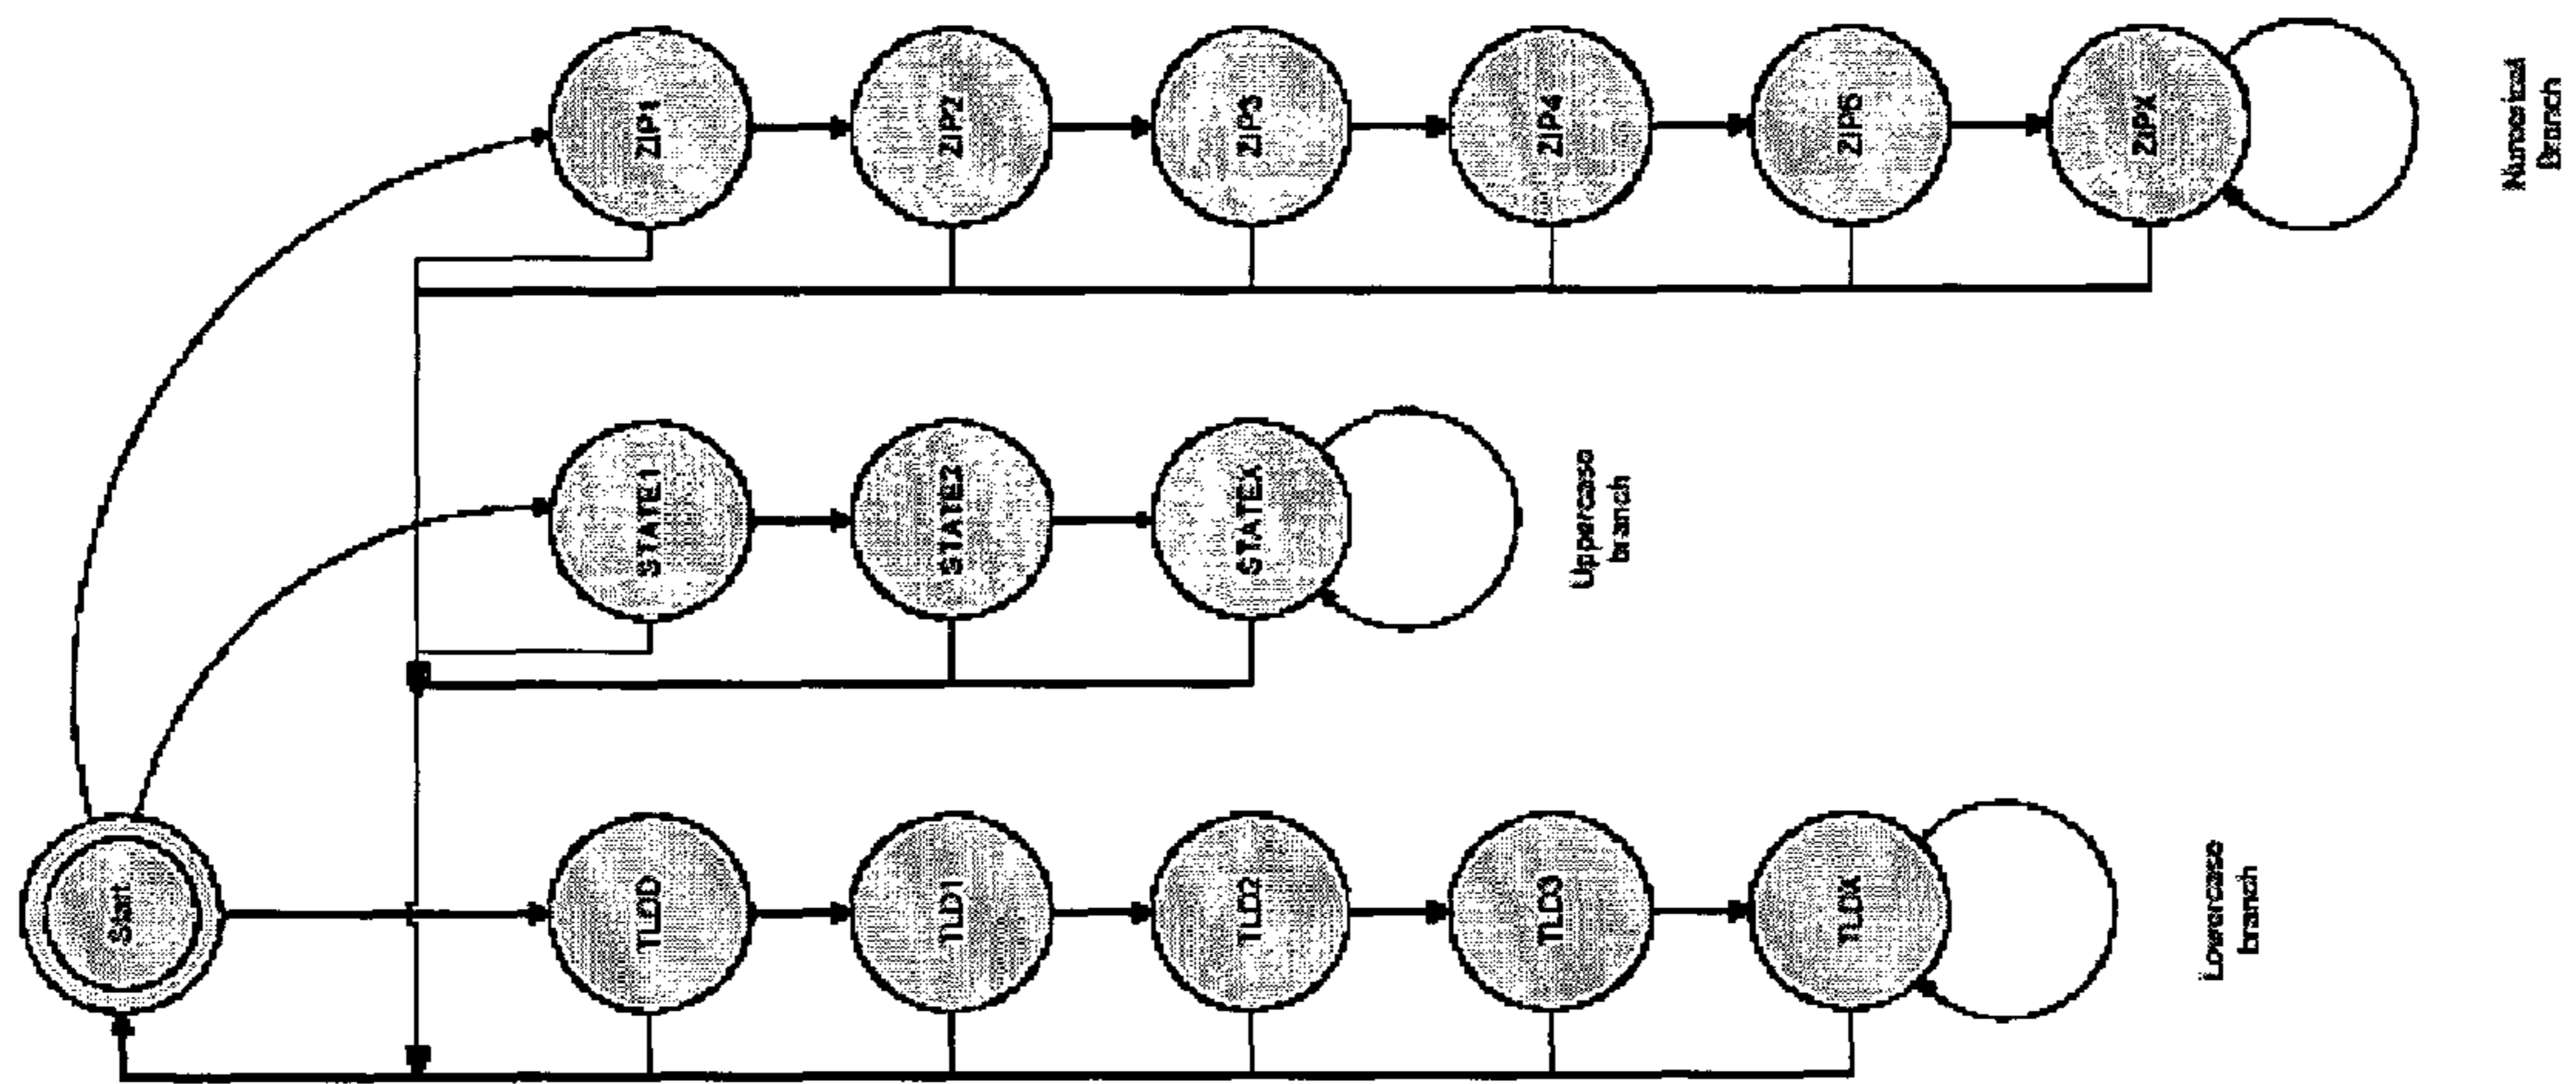 Start
TLDD
STATE1
ZIP1
TLD1
STATE2
ZIP2
TLD2
STATEX
ZIP3
TLD3
ZIP4
Uppercase
branch
TLDX
ZIP5
ZIPX
Lowercase
branch
Numerical
Branch